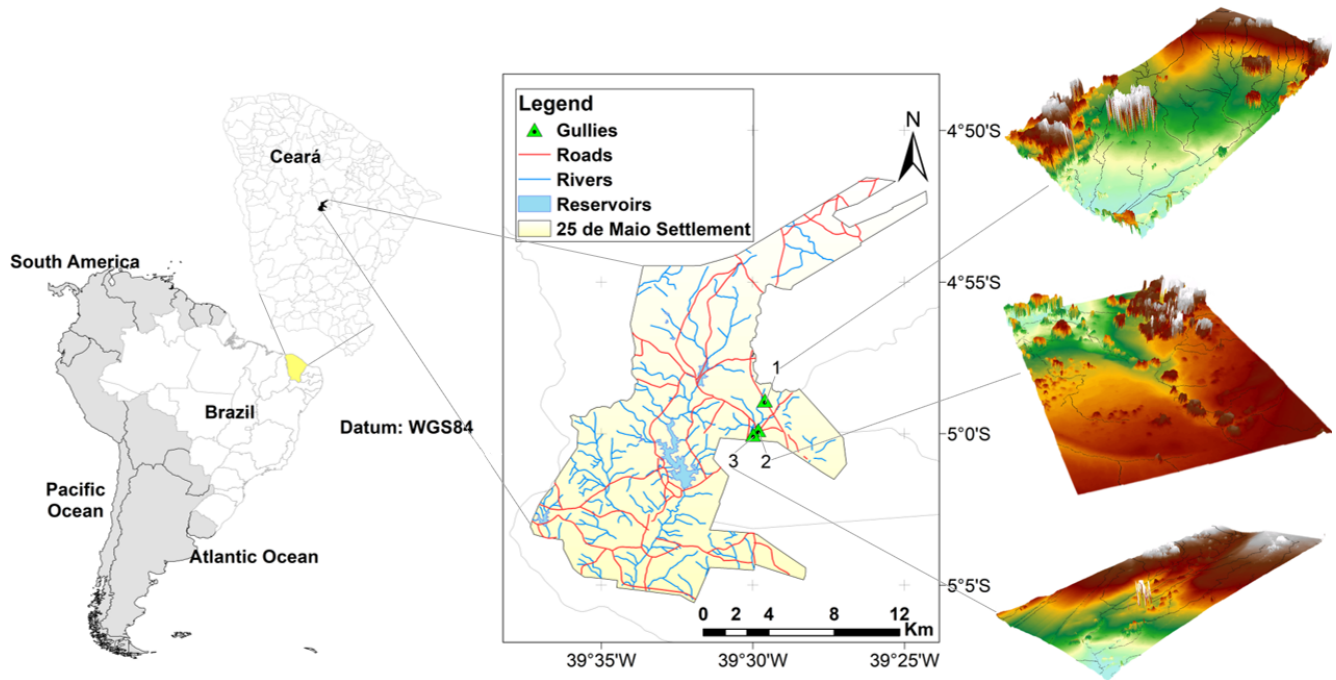 Ceará
South America
Brazil
Datum: WGS84
Pacific
Ocean
Atlantic Ocean
Legend
Gullies
Roads
Rivers
Reservoirs
25 de Maio Settlement
N
4°50'S
4°55'S
5°0'S
5°5'S
1
3
2
0 2 4 8 12
Km
39°35'W
39°30'W
39°25'W